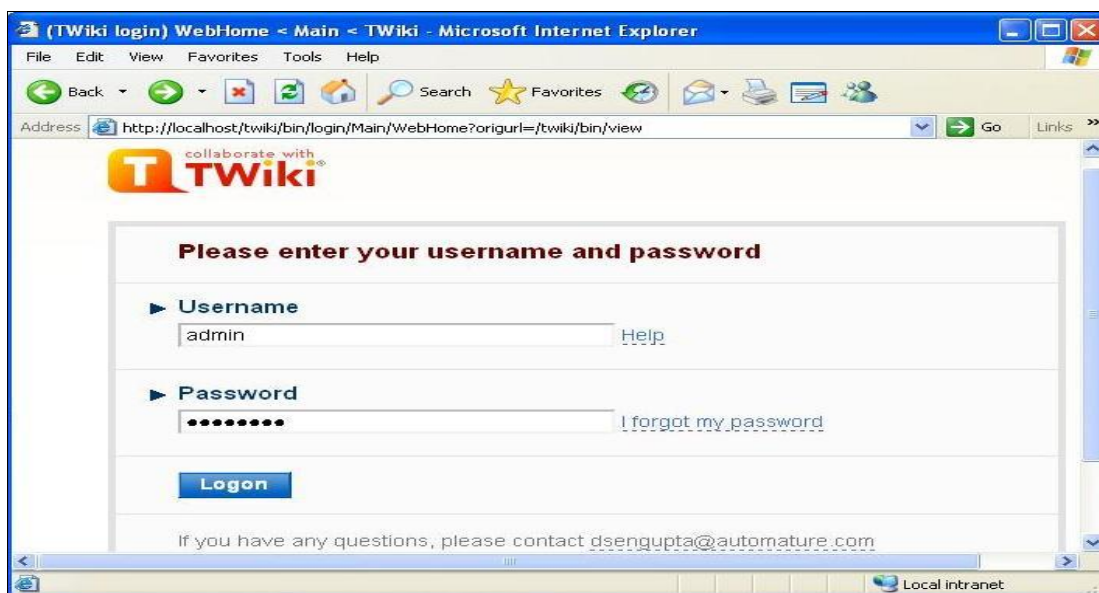 (TWiki login) WebHome < Main < TWiki - Microsoft Internet Explorer
File Edit View Favorites Tools Help
Back Search Favorites
Address http://localhost/twiki/bin/login/Main/WebHome?origurl=/twiki/bin/view Go Links »
collaborate with
T TWiki®
Please enter your username and password
Username
admin Help
Password
•••••••• I forgot my password
Logon
If you have any questions, please contact dsengupta@automature.com
Local intranet